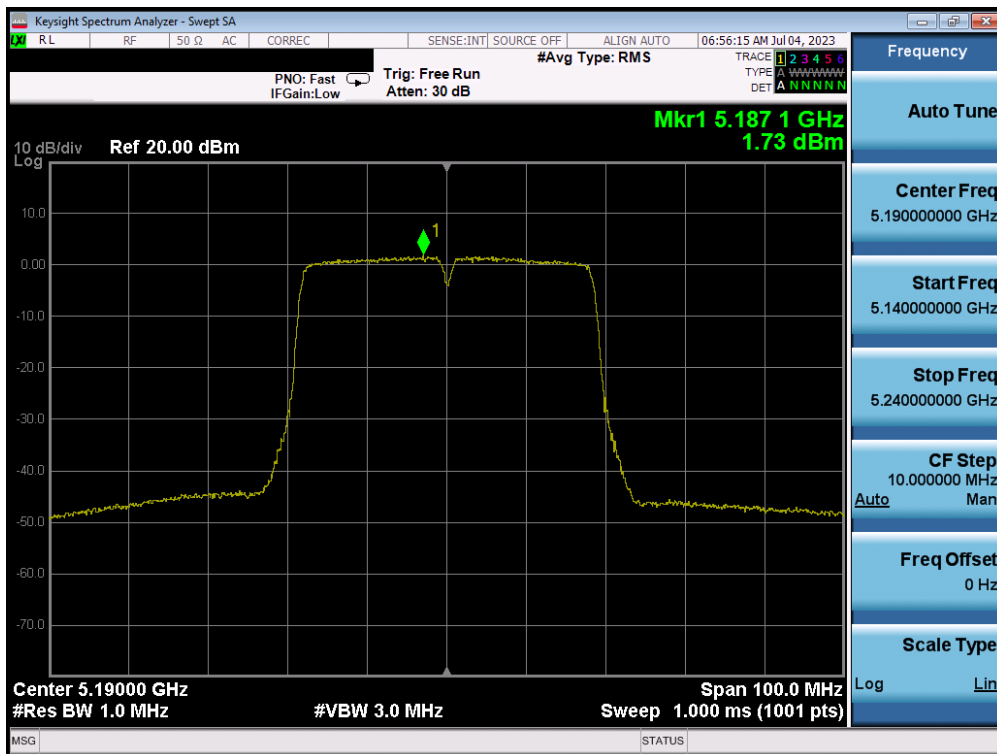 Keysight Spectrum Analyzer - Swept SA
LXI RL RF 50 Ω AC CORREC SENSE:INT SOURCE OFF ALIGN AUTO 06:56:15 AM Jul 04, 2023
#Avg Type: RMS
TRACE 1 2 3 4 5 6
TYPE A WWWWW
DET A N N N N N
PNO: Fast Trig: Free Run
IFGain:Low Atten: 30 dB
Mkr1 5.187 1 GHz
1.73 dBm
10 dB/div Ref 20.00 dBm
Log
10.0
0.00
-10.0
-20.0
-30.0
-40.0
-50.0
-60.0
-70.0
1
Center 5.19000 GHz Span 100.0 MHz
#Res BW 1.0 MHz #VBW 3.0 MHz Sweep 1.000 ms (1001 pts)
MSG STATUS
Frequency
Auto Tune
Center Freq
5.190000000 GHz
Start Freq
5.140000000 GHz
Stop Freq
5.240000000 GHz
CF Step
10.000000 MHz
Auto Man
Freq Offset
0 Hz
Scale Type
Log Lin